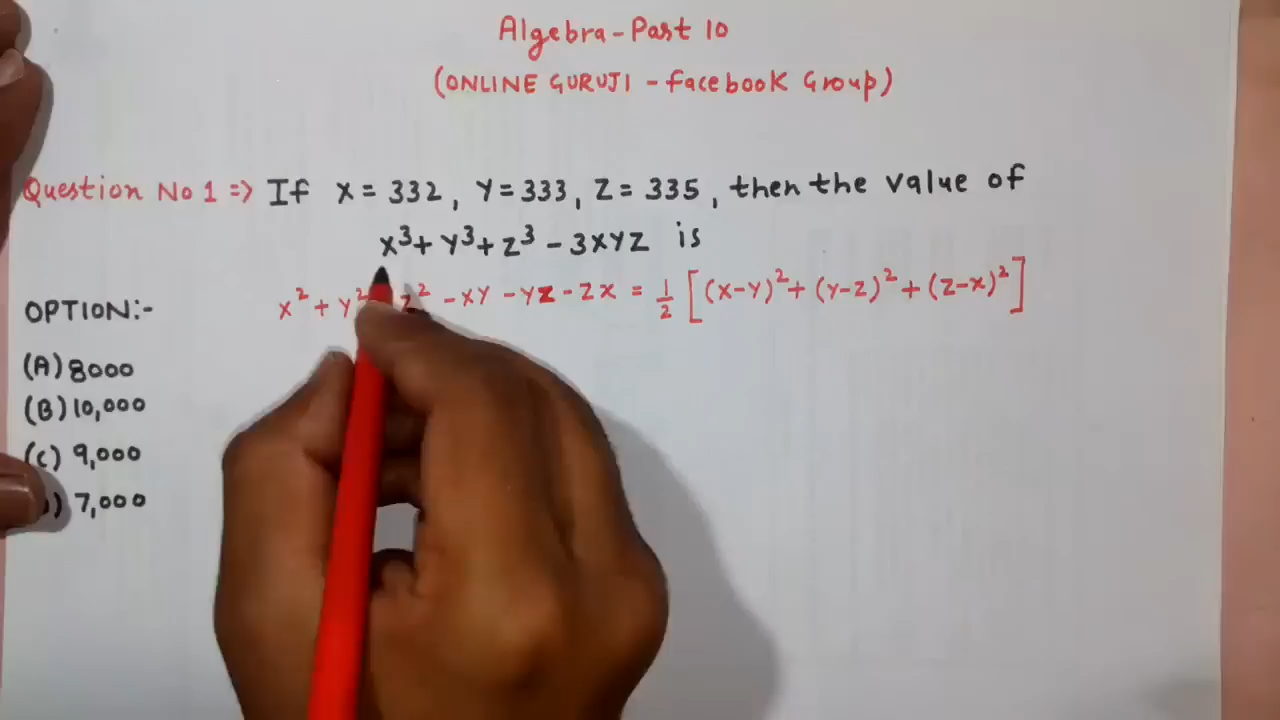 Algebra-Part 10
(ONLINE GURUJI - facebook Group)
Question No 1 => If X = 332, Y = 333, Z = 335, then the value of
x³ + y³ + z³ - 3XYZ is
x² + y² z² - XY - YZ - ZX = 1/2 [(x-y)² + (y-z)² + (z-x)²]
OPTION:-
(A) 8000
(B) 10,000
(C) 9,000
) 7,000